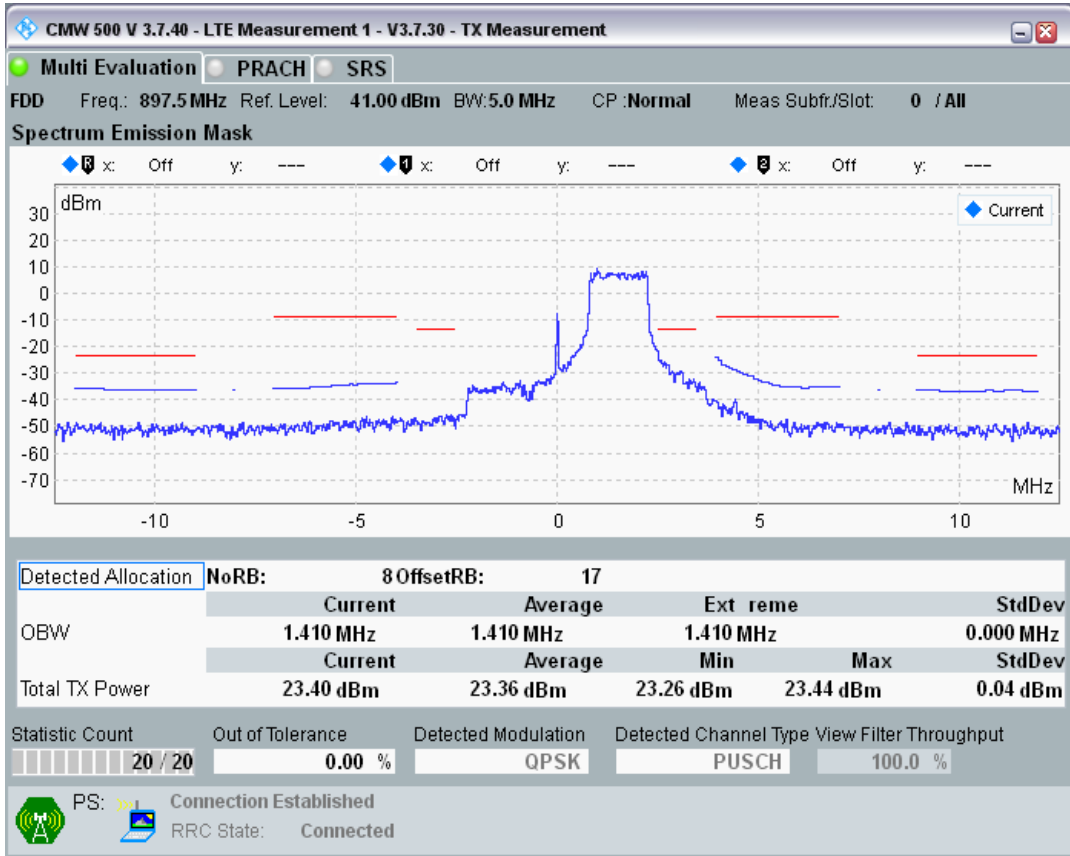 CMW 500 V 3.7.40 - LTE Measurement 1 - V3.7.30 - TX Measurement
Multi Evaluation PRACH SRS
FDD Freq.: 897.5 MHz Ref. Level: 41.00 dBm BW:5.0 MHz CP :Normal Meas Subfr./Slot: 0 / All
Spectrum Emission Mask
R x: Off y: --- 1 x: Off y: --- 2 x: Off y: ---
dBm
Current
30
20
10
0
-10
-20
-30
-40
-50
-60
-70
MHz
-10 -5 0 5 10
Detected Allocation NoRB: 8 OffsetRB: 17
Current Average Ext reme StdDev
OBW 1.410 MHz 1.410 MHz 1.410 MHz 0.000 MHz
Current Average Min Max StdDev
Total TX Power 23.40 dBm 23.36 dBm 23.26 dBm 23.44 dBm 0.04 dBm
Statistic Count Out of Tolerance Detected Modulation Detected Channel Type View Filter Throughput
20 / 20 0.00 % QPSK PUSCH 100.0 %
PS: Connection Established
RRC State: Connected